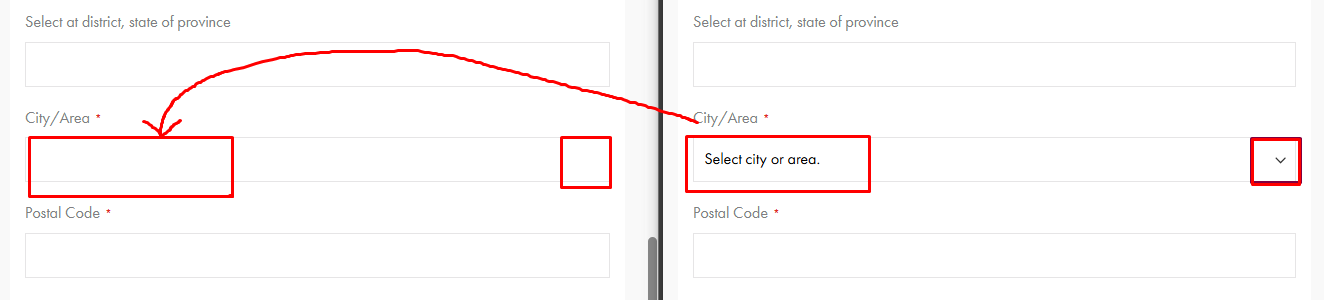 Select at district, state of province
City/Area *
Postal Code *
Select at district, state of province
City/Area *
Select city or area.
Postal Code *